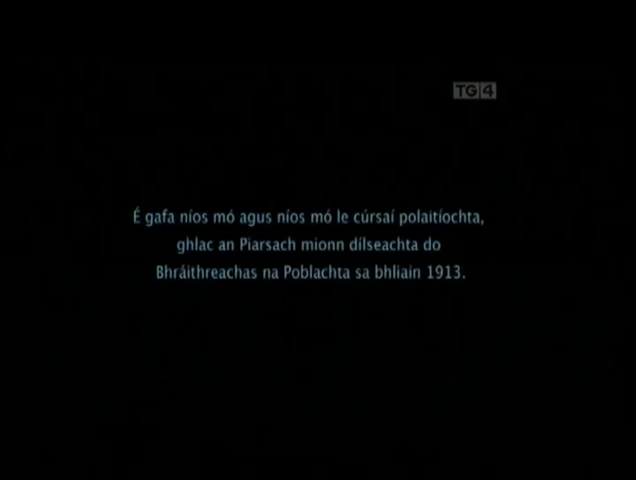 TG4
É gafa níos mó agus níos mó le cúrsaí polaitíochta,
ghlac an Piarsach mionn dílseachta do
Bhráithreachas na Poblachta sa bhliain 1913.